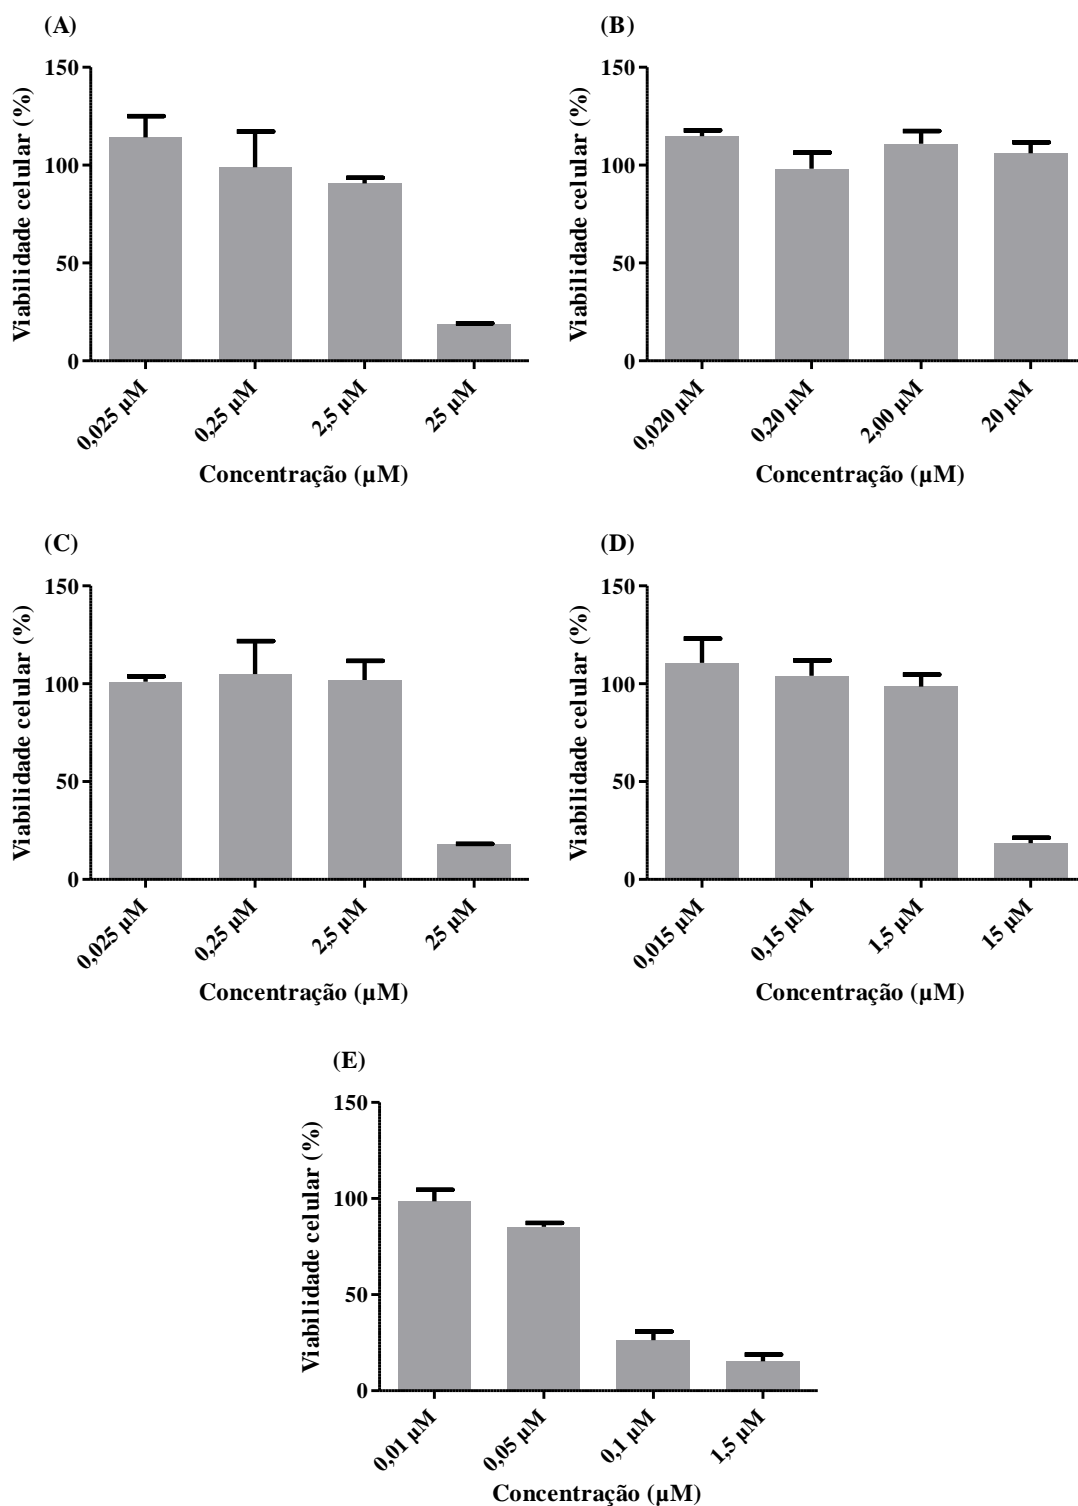 (A)
Viabilidade celular (%)
150
100
50
0
0,025 µM
0,25 µM
2,5 µM
25 µM
Concentração (µM)
(B)
Viabilidade celular (%)
150
100
50
0
0,020 µM
0,20 µM
2,00 µM
20 µM
Concentração (µM)
(C)
Viabilidade celular (%)
150
100
50
0
0,025 µM
0,25 µM
2,5 µM
25 µM
Concentração (µM)
(D)
Viabilidade celular (%)
150
100
50
0
0,015 µM
0,15 µM
1,5 µM
15 µM
Concentração (µM)
(E)
Viabilidade celular (%)
150
100
50
0
0,01 µM
0,05 µM
0,1 µM
1,5 µM
Concentração (µM)